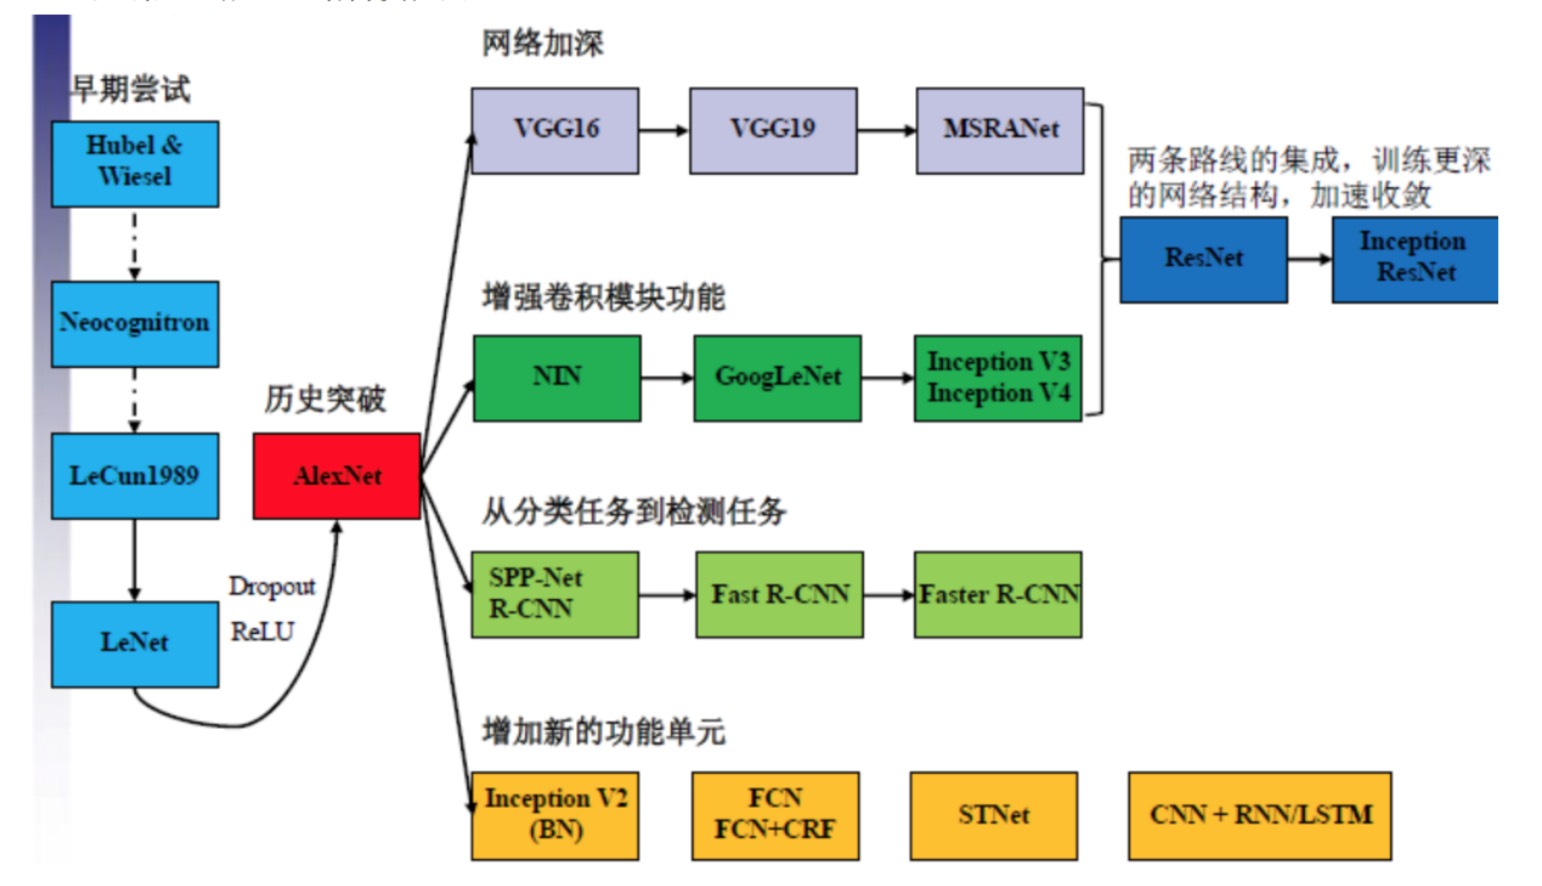 早期尝试
Hubel &
Wiesel
Neocognitron
LeCun1989
LeNet
Dropout
ReLU
历史突破
AlexNet
网络加深
VGG16
VGG19
MSRANet
增强卷积模块功能
NIN
GoogLeNet
Inception V3
Inception V4
两条路线的集成，训练更深
的网络结构，加速收敛
ResNet
Inception
ResNet
从分类任务到检测任务
SPP-Net
R-CNN
Fast R-CNN
Faster R-CNN
增加新的功能单元
Inception V2
(BN)
FCN
FCN+CRF
STNet
CNN + RNN/LSTM